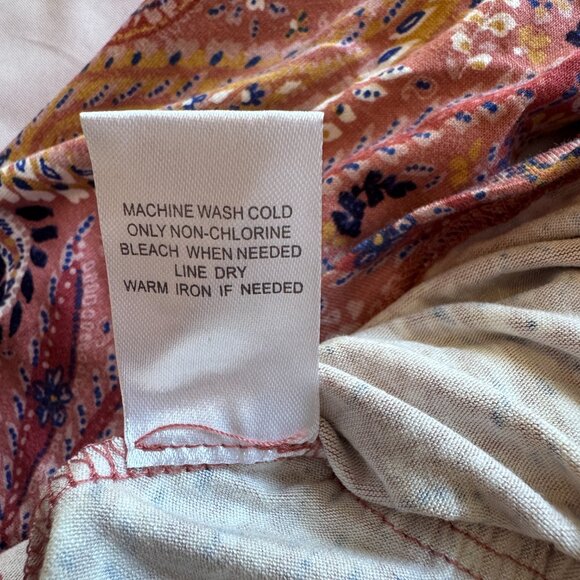 MACHINE WASH COLD
ONLY NON-CHLORINE
BLEACH WHEN NEEDED
LINE DRY
WARM IRON IF NEEDED